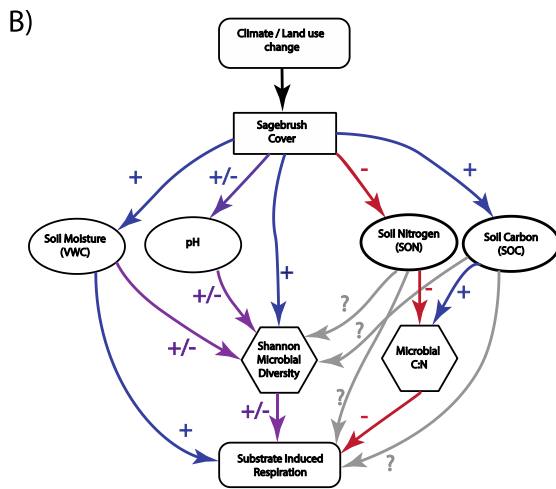 B)
Climate / Land use
change
Sagebrush
Cover
+
+/-
-
+
Soil Moisture
(VWC)
pH
Soil Nitrogen
(SON)
Soil Carbon
(SOC)
+
+/-
?
-
+
+/-
?
Shannon
Microbial
Diversity
Microbial
C:N
+/-
?
-
+
?
Substrate Induced
Respiration